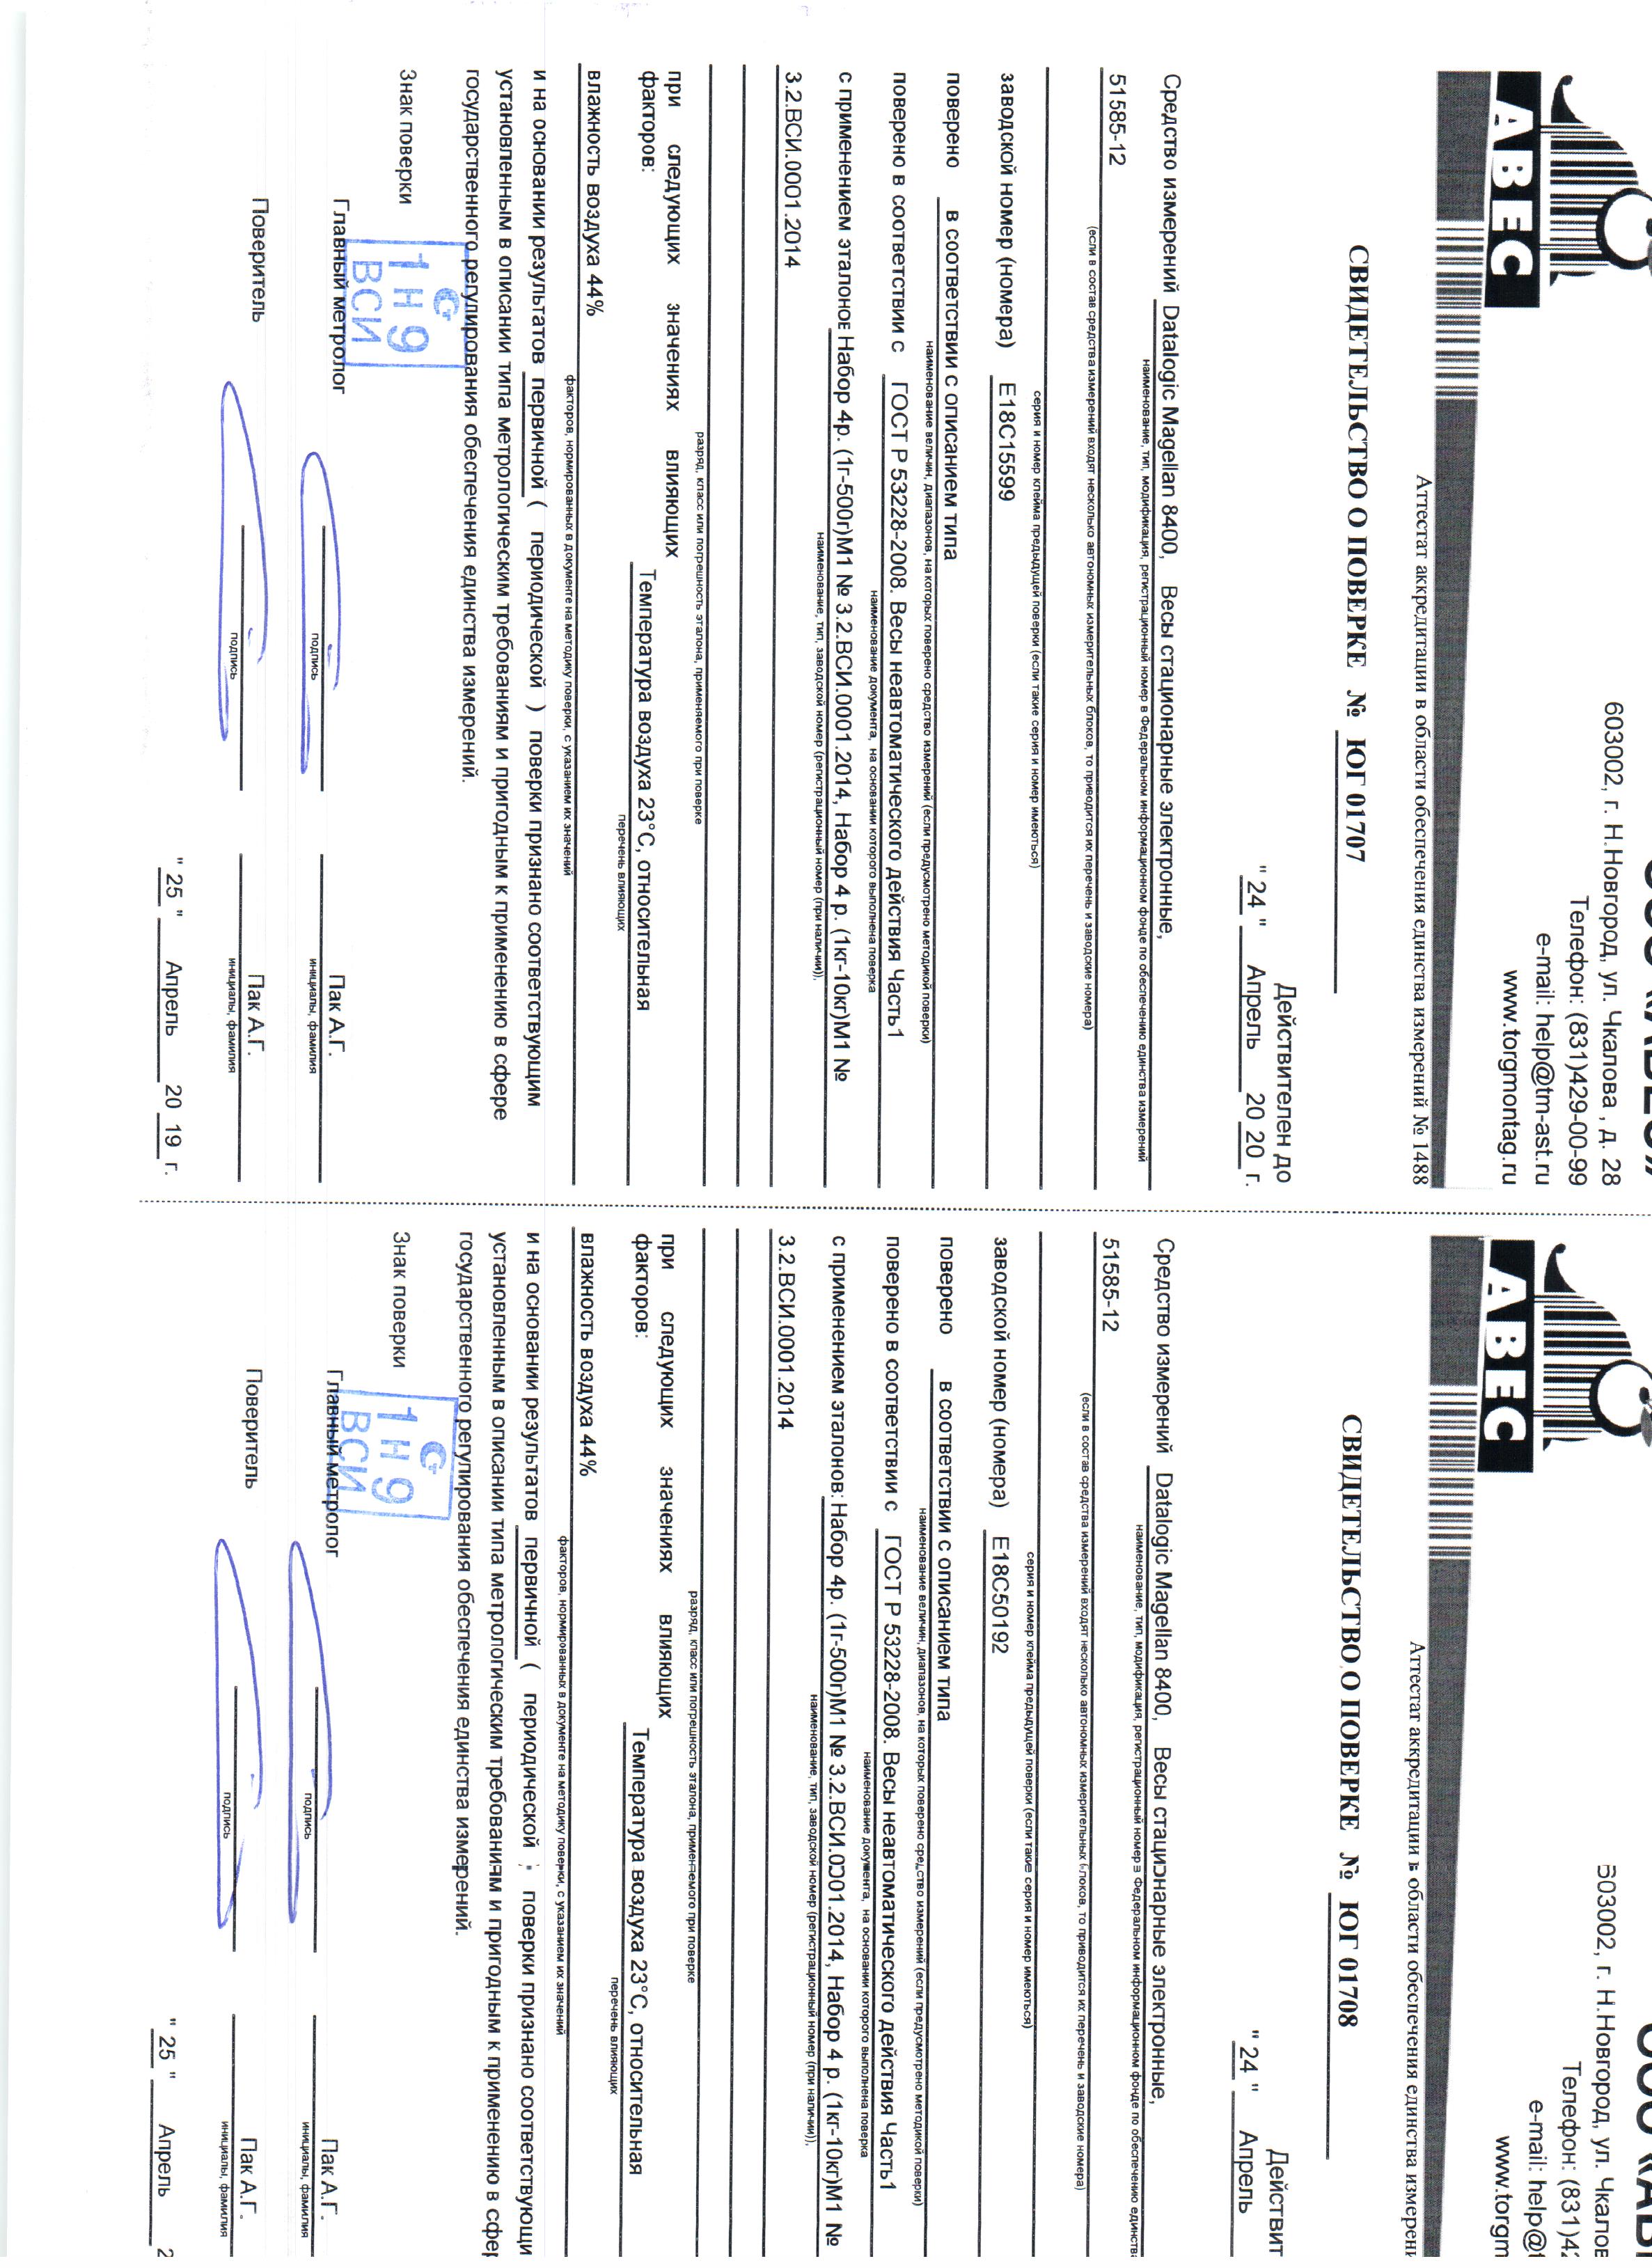 ООО «АВЕС»
603002, г. Н.Новгород, ул. Чкалова , д. 28
Телефон: (831)429-00-99
e-mail: help@tm-ast.ru
www.torgmontag.ru
АВЕС
Аттестат аккредитации в области обеспечения единства измерений № 1488
СВИДЕТЕЛЬСТВО О ПОВЕРКЕ № ЮГ 01707
Действителен до
" 24 " Апрель 20 20 г.
Средство измерений Datalogic Magellan 8400, Весы стационарные электронные,
наименование, тип, модификация, регистрационный номер в Федеральном информационном фонде по обеспечению единства измерений
51585-12
(если в состав средства измерений входят несколько автономных измерительных блоков, то приводится их перечень и заводские номера)
серия и номер клейма предыдущей поверки (если такие серия и номер имеются)
заводской номер (номера) E18C15599
поверено в соответствии с описанием типа
наименование величин, диапазонов, на которых поверено средство измерений (если предусмотрено методикой поверки)
поверено в соответствии с ГОСТ Р 53228-2008. Весы неавтоматического действия Часть1
наименование документа, на основании которого выполнена поверка
с применением эталонов Набор 4р. (1г-500г)М1 № 3.2.ВСИ.0001.2014, Набор 4 р. (1кг-10кг)М1 №
наименование, тип, заводской номер (регистрационный номер (при наличии)),
3.2.ВСИ.0001.2014
разряд, класс или погрешность эталона, применяемого при поверке
при следующих значениях влияющих
факторов: Температура воздуха 23°С, относительная
перечень влияющих
влажность воздуха 44%
факторов, нормированных в документе на методику поверки, с указанием их значений
и на основании результатов первичной ( периодической ) поверки признано соответствующим
установленным в описании типа метрологическим требованиям и пригодным к применению в сфере
государственного регулирования обеспечения единства измерений.
Знак поверки
1 Н 9
ВСИ
Главный метролог Пак А.Г.
подпись инициалы, фамилия
Поверитель Пак А.Г.
подпись инициалы, фамилия
" 25 " Апрель 20 19 г.
ООО «АВ
603002, г. Н.Новгород, ул. Чкалов
Телефон: (831)42
e-mail: help@t
www.torgm
АВЕС
Аттестат аккредитации в области обеспечения единства измерени
СВИДЕТЕЛЬСТВО О ПОВЕРКЕ № ЮГ 01708
Действит
" 24 " Апрель
Средство измерений Datalogic Magellan 8400, Весы стационарные электронные,
наименование, тип, модификация, регистрационный номер в Федеральном информационном фонде по обеспечению единства
51585-12
(если в состав средства измерений входят несколько автономных измерительных блоков, то приводится их перечень и заводские номера)
серия и номер клейма предыдущей поверки (если такие серия и номер имеються)
заводской номер (номера) E18C50192
поверено в соответствии с описанием типа
наименование величин, диапазонов, на которых поверено средство измерений (если предусмотрено методикой поверки)
поверено в соответствии с ГОСТ Р 53228-2008. Весы неавтоматического действия Часть1
наименование документа, на основании которого выполнена поверка
с применением эталонов: Набор 4р. (1г-500г)М1 № 3.2.ВСИ.0001.2014, Набор 4 р. (1кг-10кг)М1 №
наименование, тип, заводской номер (регистрационный номер (при наличии)),
3.2.ВСИ.0001.2014
разряд, класс или погрешность эталона, применяемого при поверке
при следующих значениях влияющих
факторов: Температура воздуха 23°С, относительная
перечень влияющих
влажность воздуха 44%
факторов, нормированных в документе на методику поверки, с указанием их значений
и на основании результатов первичной ( периодической ) поверки признано соответствующи
установленным в описании типа метрологическим требованиям и пригодным к применению в сфер
государственного регулирования обеспечения единства измерений.
Знак поверки
1 Н 9
ВСИ
Главный метролог Пак А.Г.
подпись инициалы, фамилия
Поверитель Пак А.Г.
подпись инициалы, фамилия
" 25 " Апрель 2